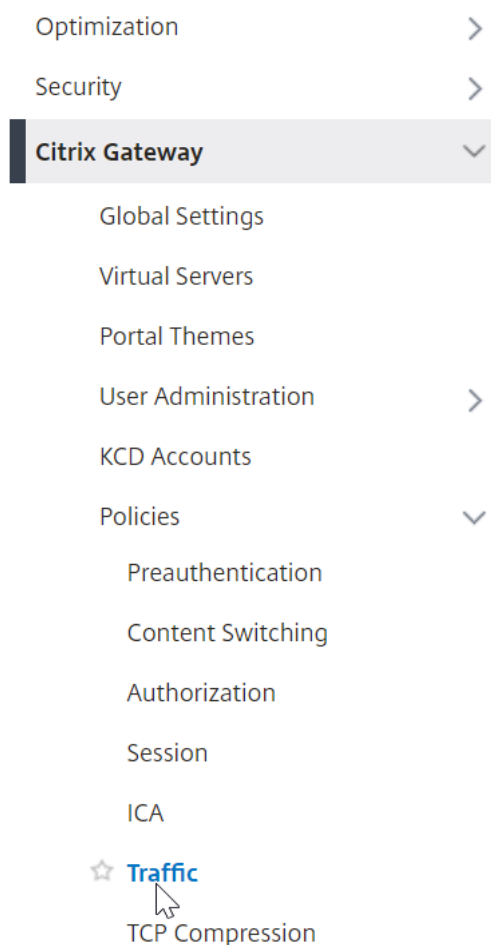 Optimization
Security
Citrix Gateway
Global Settings
Virtual Servers
Portal Themes
User Administration
KCD Accounts
Policies
Preauthentication
Content Switching
Authorization
Session
ICA
Traffic
TCP Compression